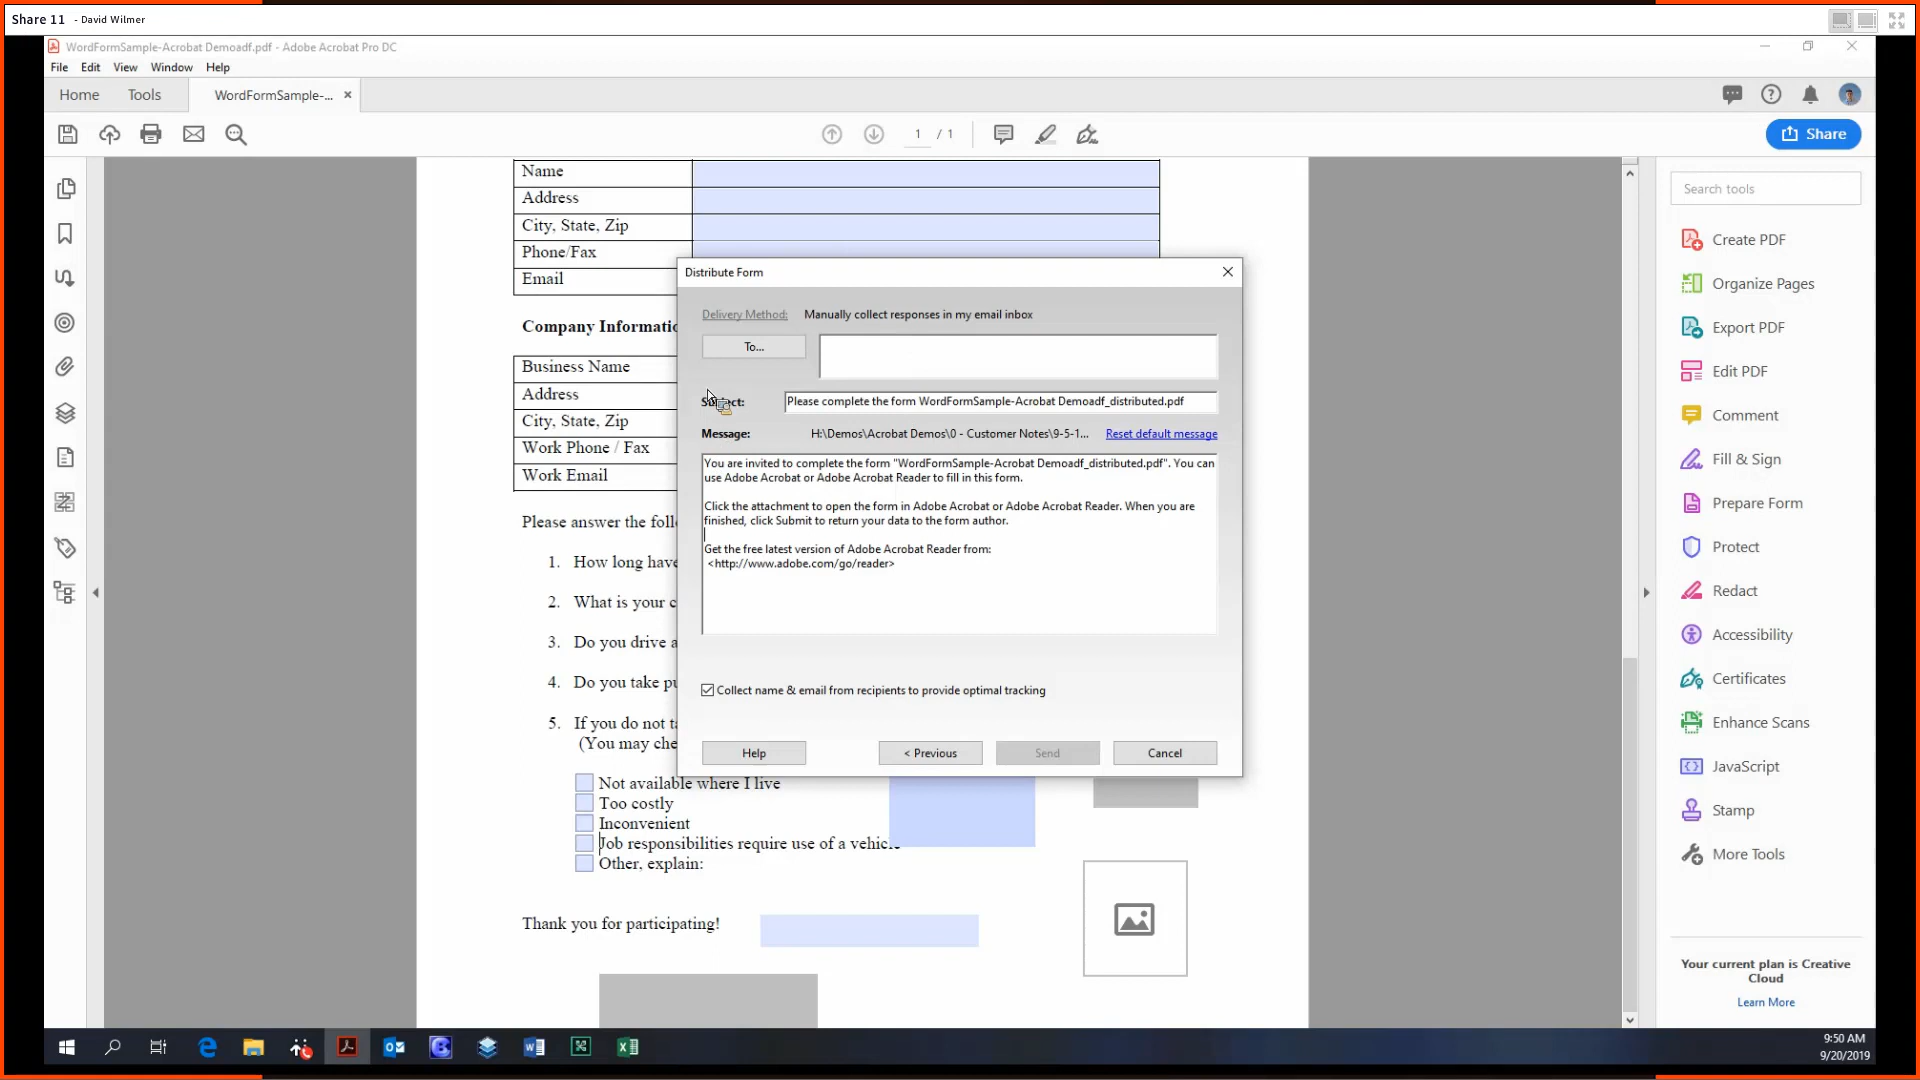 Share 11 - David Wilmer
WordFormSample-Acrobat Demoadf.pdf - Adobe Acrobat Pro DC
File Edit View Window Help
Home Tools WordFormSample-... ×
1 / 1
Share
Name
Address
City, State, Zip
Phone/Fax
Email
Company Informatio
Business Name
Address
City, State, Zip
Work Phone / Fax
Work Email
Please answer the foll
1. How long have
2. What is your c
3. Do you drive a
4. Do you take pu
5. If you do not ta
(You may che
Not available where I live
Too costly
Inconvenient
Job responsibilities require use of a vehicle
Other, explain:
Thank you for participating!
Distribute Form
Delivery Method: Manually collect responses in my email inbox
To...
Subject: Please complete the form WordFormSample-Acrobat Demoadf_distributed.pdf
Message: H:\Demos\Acrobat Demos\0 - Customer Notes\9-5-1... Reset default message
You are invited to complete the form "WordFormSample-Acrobat Demoadf_distributed.pdf". You can
use Adobe Acrobat or Adobe Acrobat Reader to fill in this form.
Click the attachment to open the form in Adobe Acrobat or Adobe Acrobat Reader. When you are
finished, click Submit to return your data to the form author.
Get the free latest version of Adobe Acrobat Reader from:
<http://www.adobe.com/go/reader>
Collect name & email from recipients to provide optimal tracking
Help < Previous Send Cancel
Search tools
Create PDF
Organize Pages
Export PDF
Edit PDF
Comment
Fill & Sign
Prepare Form
Protect
Redact
Accessibility
Certificates
Enhance Scans
JavaScript
Stamp
More Tools
Your current plan is Creative
Cloud
Learn More
9:50 AM
9/20/2019